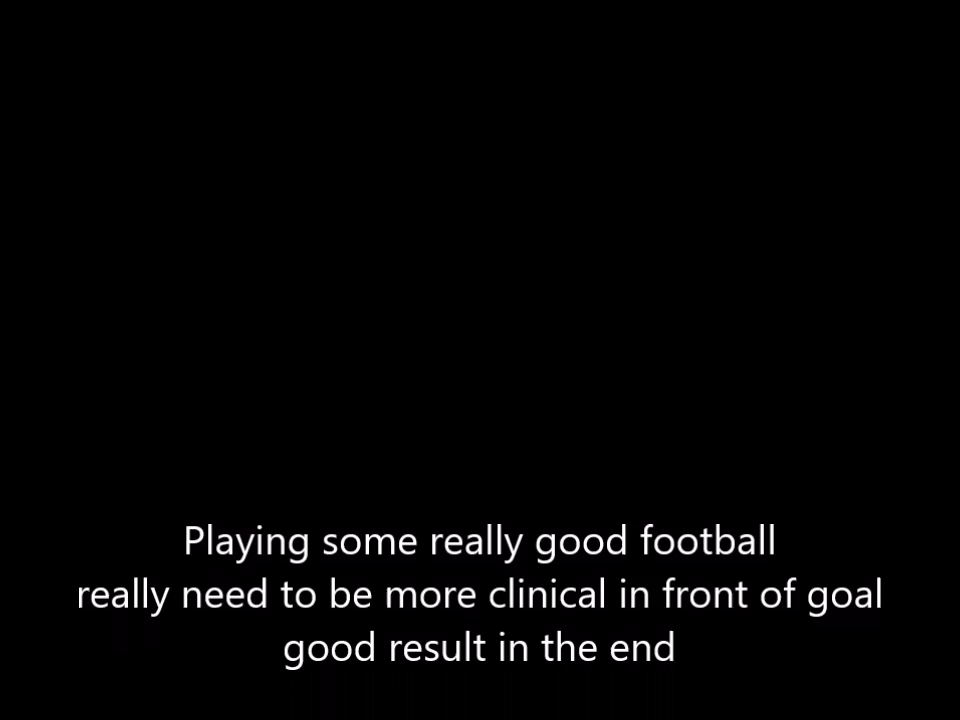 Playing some really good football
really need to be more clinical in front of goal
good result in the end